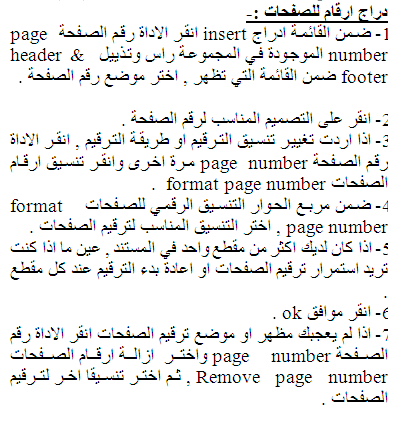 دراج ارقام للصفحات :-
1- ضمن القائمة ادراج insert انقر الاداة رقم الصفحة page
number الموجودة في المجموعة راس وتذييل & header
footer ضمن القائمة التي تظهر , اختر موضع رقم الصفحة .
2- انقر على التصميم المناسب لرقم الصفحة .
3- اذا اردت تغيير تنسيق الترقيم او طريقة الترقيم , انقر الاداة
رقم الصفحة page number مرة اخرى وانقر تنسيق ارقام
الصفحات format page number .
4- ضمن مربع الحوار التنسيق الرقمي للصفحات format
page number , اختر التنسيق المناسب لترقيم الصفحات .
5- اذا كان لديك اكثر من مقطع واحد في المستند , عين ما اذا كنت
تريد استمرار ترقيم الصفحات او اعادة بدء الترقيم عند كل مقطع
.
6- انقر موافق ok .
7- اذا لم يعجبك مظهر او موضع ترقيم الصفحات انقر الاداة رقم
الصفحة page number واختر ازالة ارقام الصفحات
Remove page number , ثم اختر تنسيقا اخر لترقيم
الصفحات .